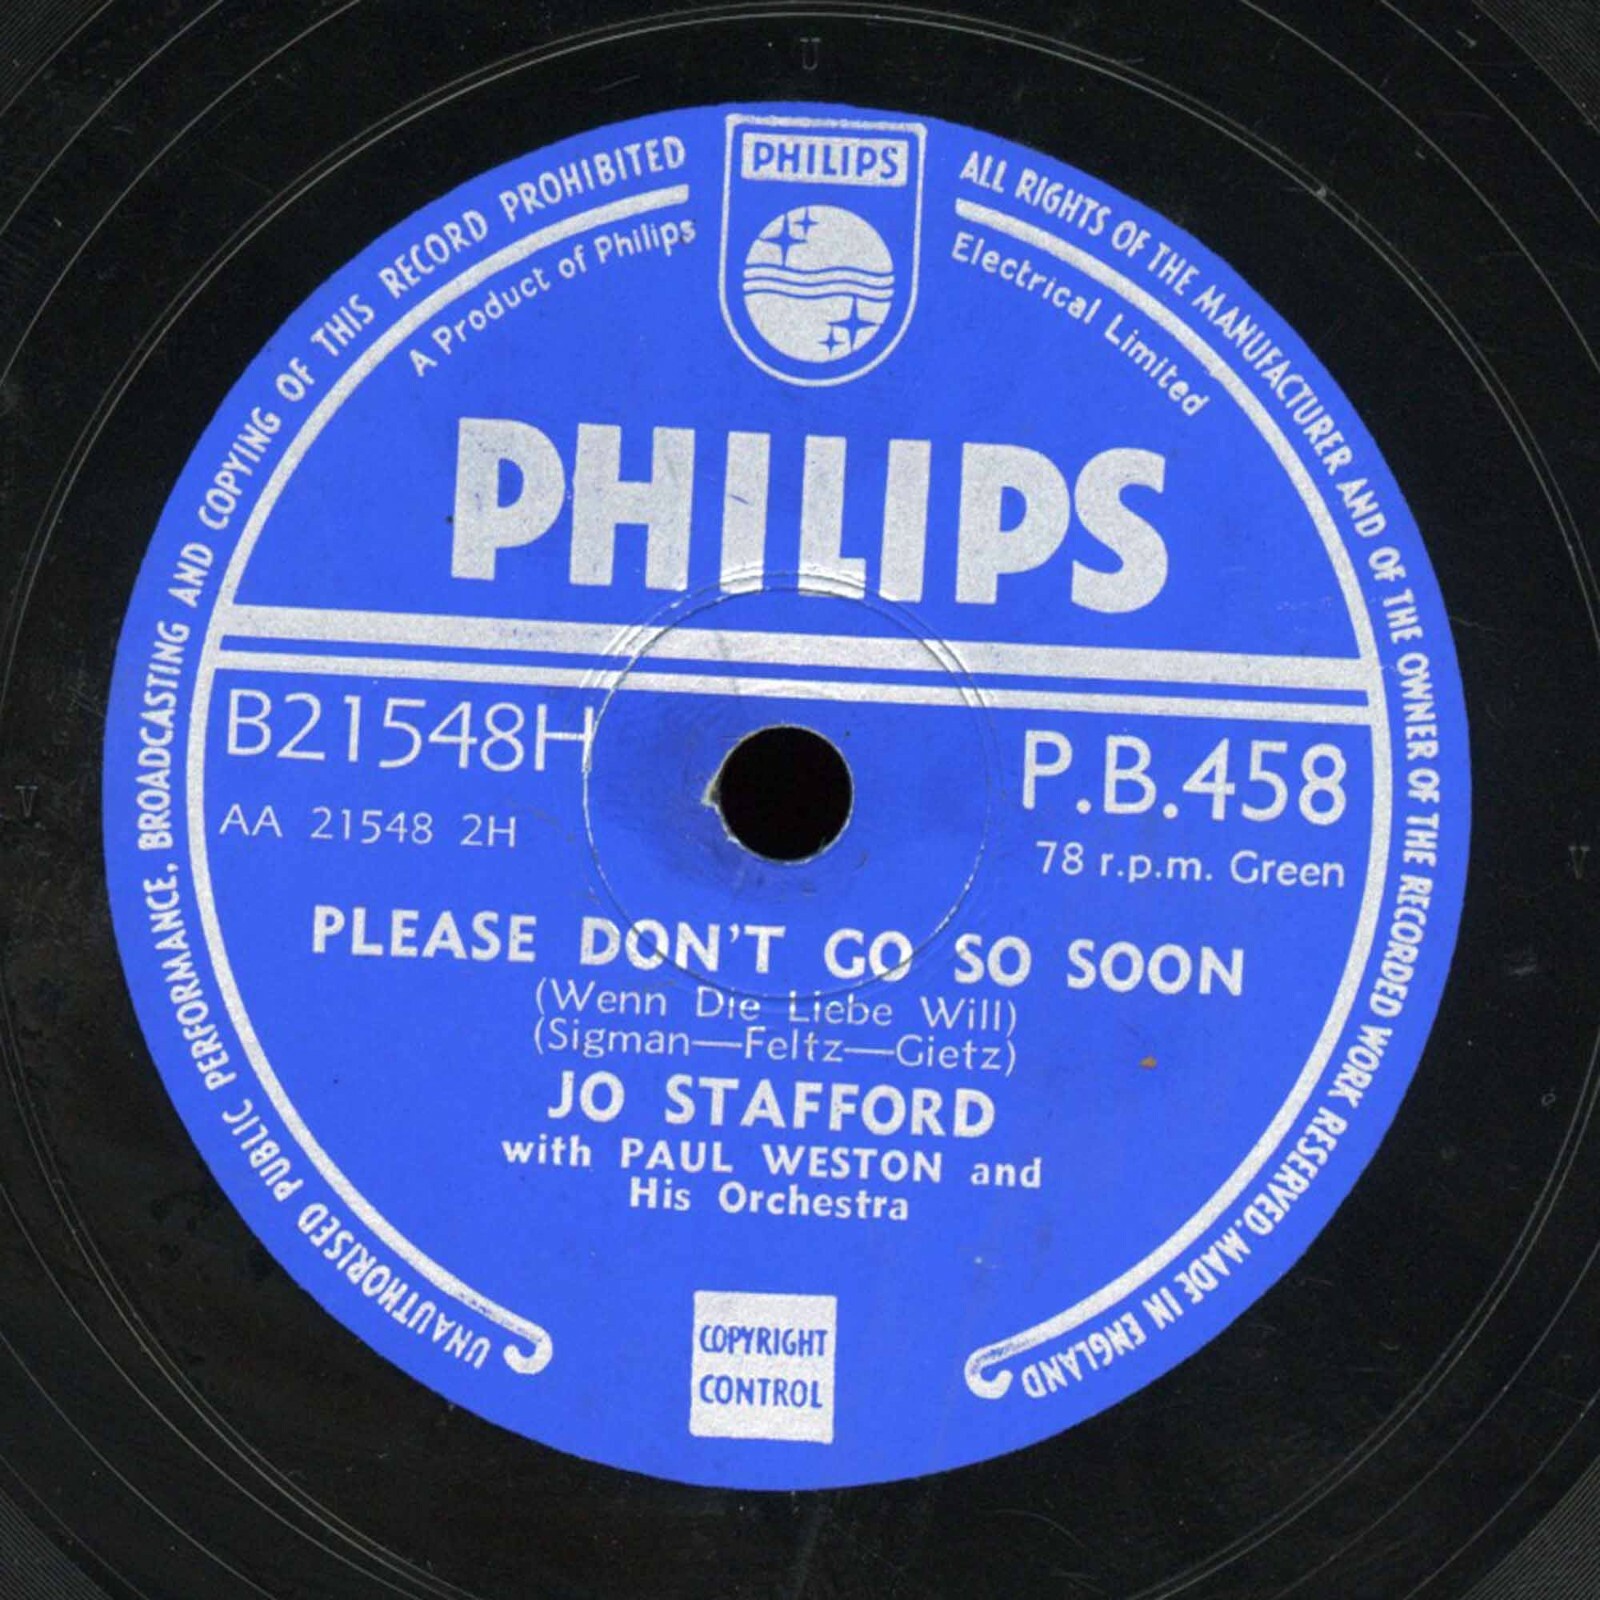 UNAUTHORISED PUBLIC PERFORMANCE, BROADCASTING AND COPYING OF THIS RECORD PROHIBITED
ALL RIGHTS OF THE MANUFACTURER AND OF THE OWNER OF THE RECORDED WORK RESERVED. MADE IN ENGLAND
PHILIPS
A Product of Philips
Electrical Limited
PHILIPS
B21548H
P.B.458
AA 21548 2H
78 r.p.m. Green
PLEASE DON'T GO SO SOON
(Wenn Die Liebe Will)
(Sigman—Feltz—Gietz)
JO STAFFORD
with PAUL WESTON and
His Orchestra
COPYRIGHT
CONTROL